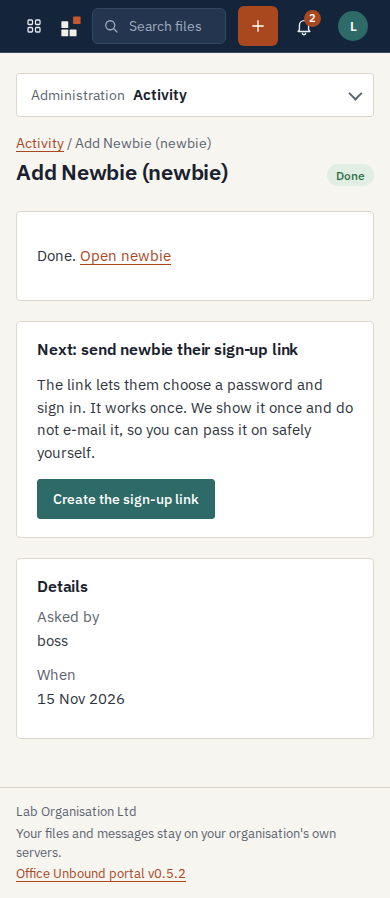 Search files
2
L
Administration Activity
Activity / Add Newbie (newbie)
Add Newbie (newbie)
Done
Done. Open newbie
Next: send newbie their sign-up link
The link lets them choose a password and
sign in. It works once. We show it once and do
not e-mail it, so you can pass it on safely
yourself.
Create the sign-up link
Details
Asked by
boss
When
15 Nov 2026
Lab Organisation Ltd
Your files and messages stay on your organisation's own
servers.
Office Unbound portal v0.5.2